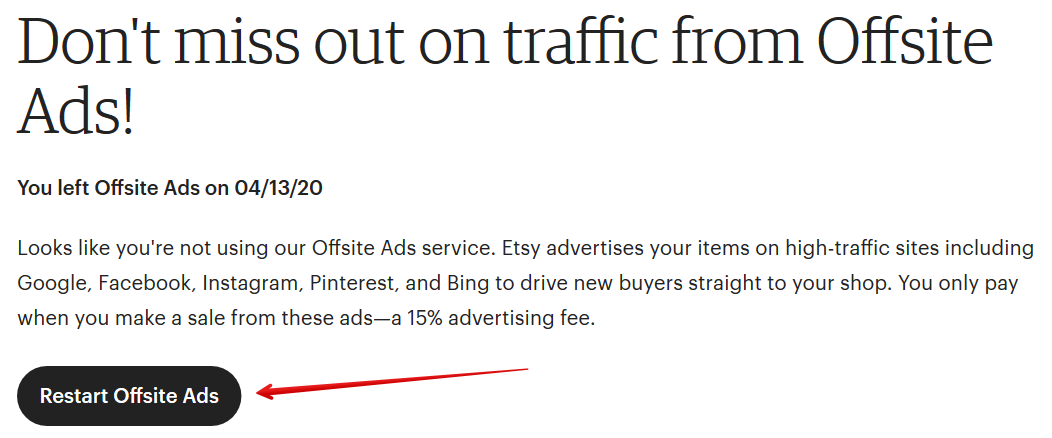 Don't miss out on traffic from Offsite
Ads!
You left Offsite Ads on 04/13/20
Looks like you're not using our Offsite Ads service. Etsy advertises your items on high-traffic sites including
Google, Facebook, Instagram, Pinterest, and Bing to drive new buyers straight to your shop. You only pay
when you make a sale from these ads—a 15% advertising fee.
Restart Offsite Ads